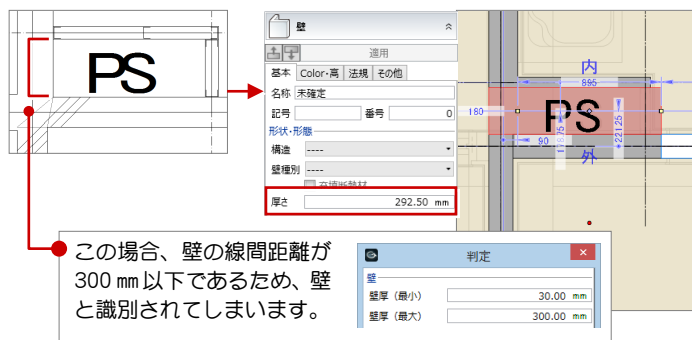 PS
壁
適用
基本 Color・高 法規 その他
名称 未確定
記号 番号 0
形状・形態
構造 ----
壁種別 ----
厚さ 292.50 mm
内
895
180
PS
90
22125
外
この場合、壁の線間距離が
300 ㎜以下であるため、壁
と識別されてしまいます。
判定
壁
壁厚（最小） 30.00 mm
壁厚（最大） 300.00 mm